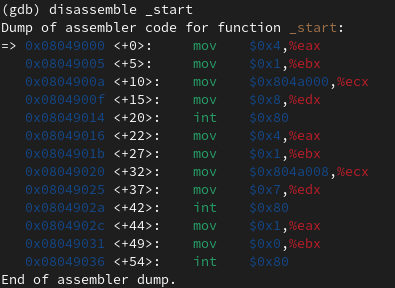 (gdb) disassemble _start
Dump of assembler code for function _start:
=> 0x08049000 <+0>:     mov    $0x4,%eax
   0x08049005 <+5>:     mov    $0x1,%ebx
   0x0804900a <+10>:    mov    $0x804a000,%ecx
   0x0804900f <+15>:    mov    $0x8,%edx
   0x08049014 <+20>:    int    $0x80
   0x08049016 <+22>:    mov    $0x4,%eax
   0x0804901b <+27>:    mov    $0x1,%ebx
   0x08049020 <+32>:    mov    $0x804a008,%ecx
   0x08049025 <+37>:    mov    $0x7,%edx
   0x0804902a <+42>:    int    $0x80
   0x0804902c <+44>:    mov    $0x1,%eax
   0x08049031 <+49>:    mov    $0x0,%ebx
   0x08049036 <+54>:    int    $0x80
End of assembler dump.